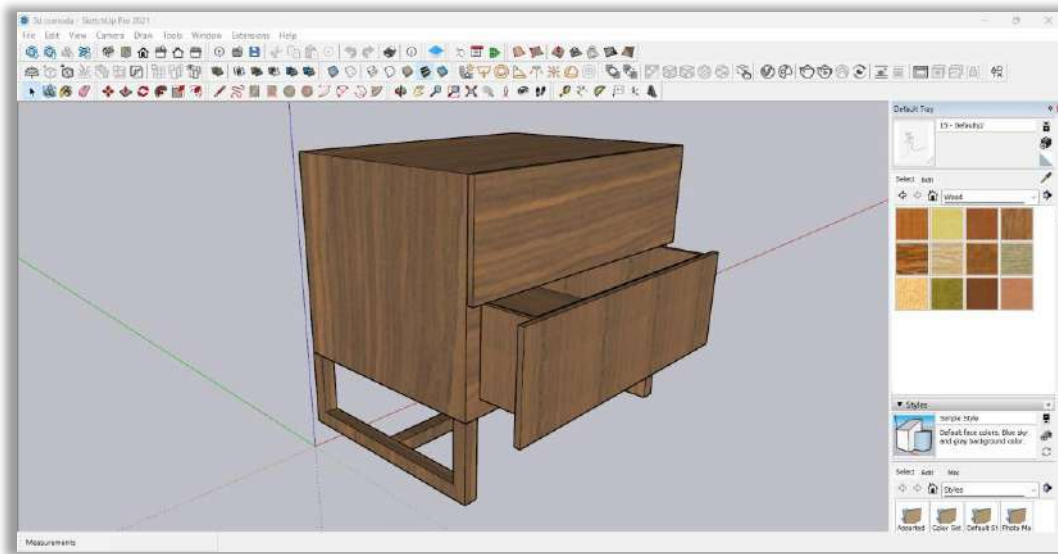 3d comoda - SketchUp Pro 2021
File Edit View Camera Draw Tools Window Extensions Help
Default Tray
Select Edit
Wood
Styles
Simple Style
Default face colors. Blue sky
and gray background color.
Select Edit Mix
Styles
Assorted Color Set Default St Photo Mo
Measurements